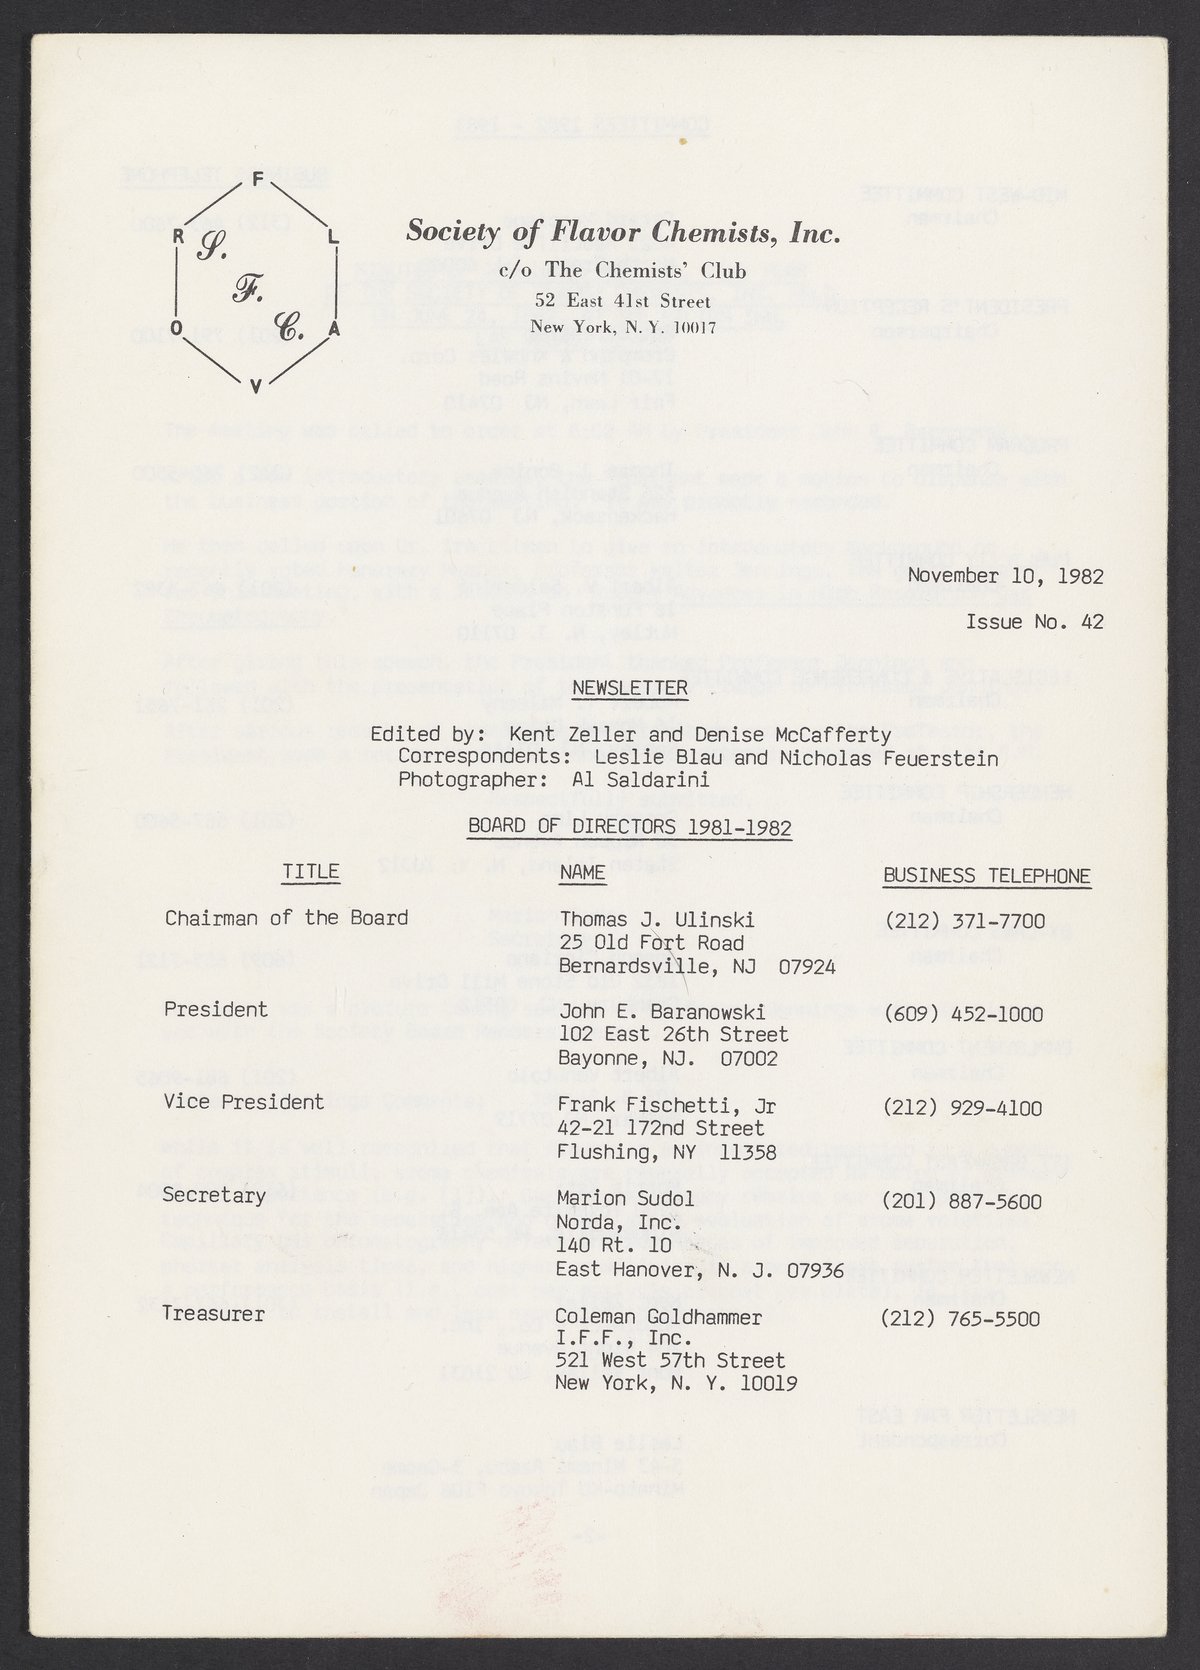 F
R L
S.
F.
C.
O A
V
Society of Flavor Chemists, Inc.
c/o The Chemists' Club
52 East 41st Street
New York, N. Y. 10017
November 10, 1982
Issue No. 42
NEWSLETTER
Edited by: Kent Zeller and Denise McCafferty
Correspondents: Leslie Blau and Nicholas Feuerstein
Photographer: Al Saldarini
BOARD OF DIRECTORS 1981-1982
TITLE NAME BUSINESS TELEPHONE
Chairman of the Board Thomas J. Ulinski (212) 371-7700
25 Old Fort Road
Bernardsville, NJ 07924
President John E. Baranowski (609) 452-1000
102 East 26th Street
Bayonne, NJ. 07002
Vice President Frank Fischetti, Jr (212) 929-4100
42-21 172nd Street
Flushing, NY 11358
Secretary Marion Sudol (201) 887-5600
Norda, Inc.
140 Rt. 10
East Hanover, N. J. 07936
Treasurer Coleman Goldhammer (212) 765-5500
I.F.F., Inc.
521 West 57th Street
New York, N. Y. 10019